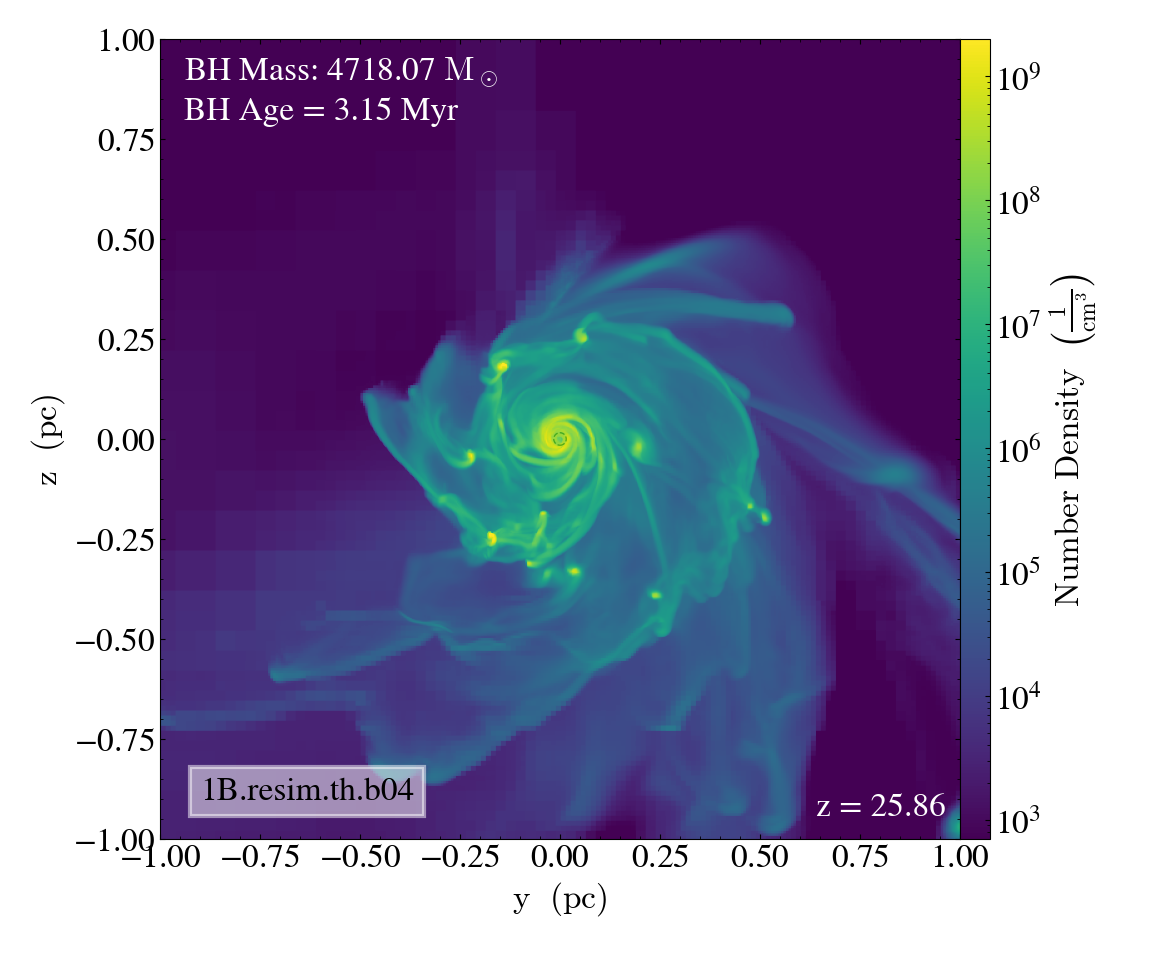 BH Mass: 4718.07 M⊙
BH Age = 3.15 Myr
1.00
0.75
0.50
0.25
0.00
−0.25
−0.50
−0.75
−1.00
z (pc)
1B.resim.th.b04
z = 25.86
−1.00 −0.75 −0.50 −0.25 0.00 0.25 0.50 0.75 1.00
y (pc)
10⁹
10⁸
10⁷
10⁶
10⁵
10⁴
10³
Number Density (1/cm³)